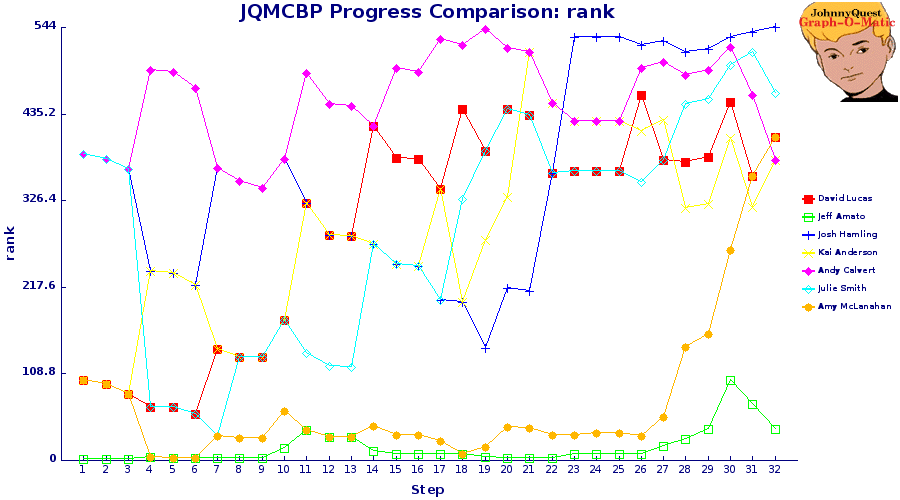 JQMCBP Progress Comparison: rank
JohnnyQuest
Graph-O-Matic
544
435.2
326.4
217.6
108.8
0
rank
1 2 3 4 5 6 7 8 9 10 11 12 13 14 15 16 17 18 19 20 21 22 23 24 25 26 27 28 29 30 31 32
Step
David Lucas
Jeff Amato
Josh Hamling
Kai Anderson
Andy Calvert
Julie Smith
Amy McLanahan